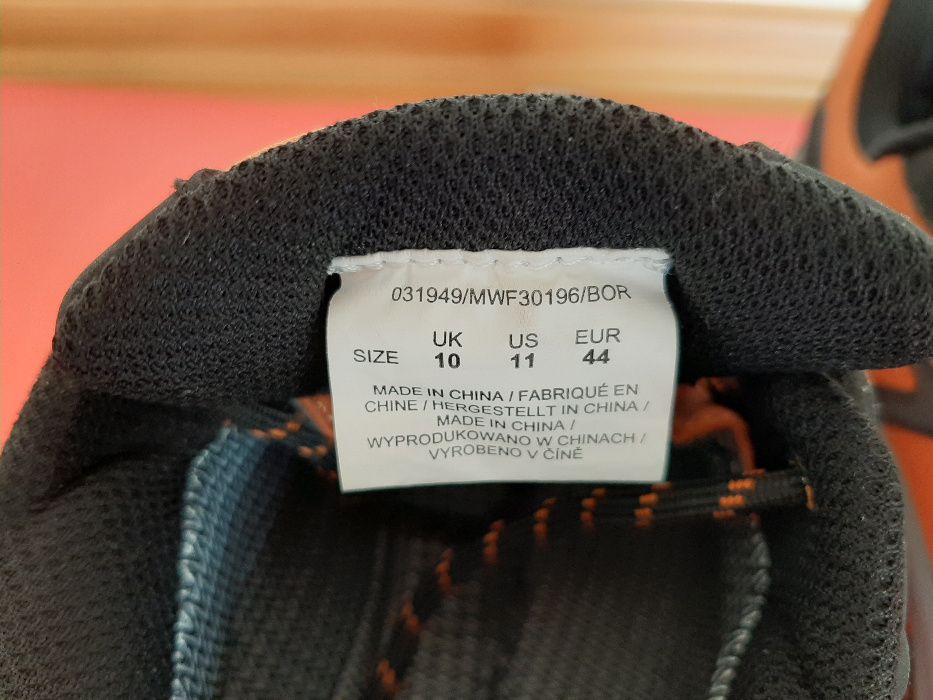 031949/MWF30196/BOR
UK US EUR
SIZE 10 11 44
MADE IN CHINA / FABRIQUÉ EN
CHINE / HERGESTELLT IN CHINA /
MADE IN CHINA /
WYPRODUKOWANO W CHINACH /
VYROBENO V ČÍNĚ